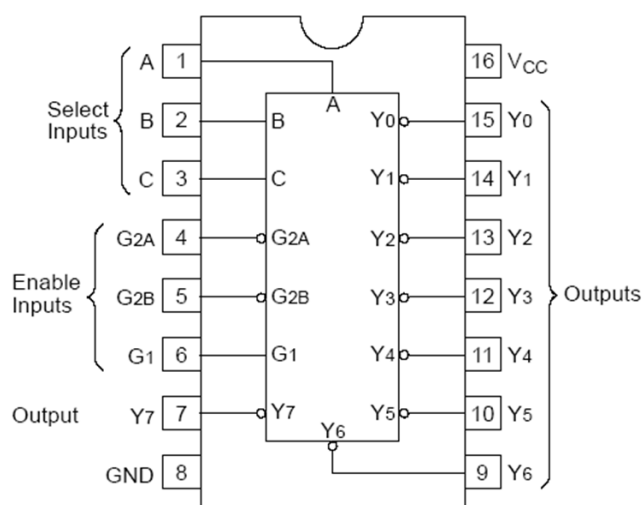 A 1 A 16 VCC
Select Inputs
B 2 B Y0 15 Y0
C 3 C Y1 14 Y1
G2A 4 G2A Y2 13 Y2
Enable Inputs
G2B 5 G2B Y3 12 Y3
Outputs
G1 6 G1 Y4 11 Y4
Output Y7 7 Y7 Y6 Y5 10 Y5
GND 8 9 Y6